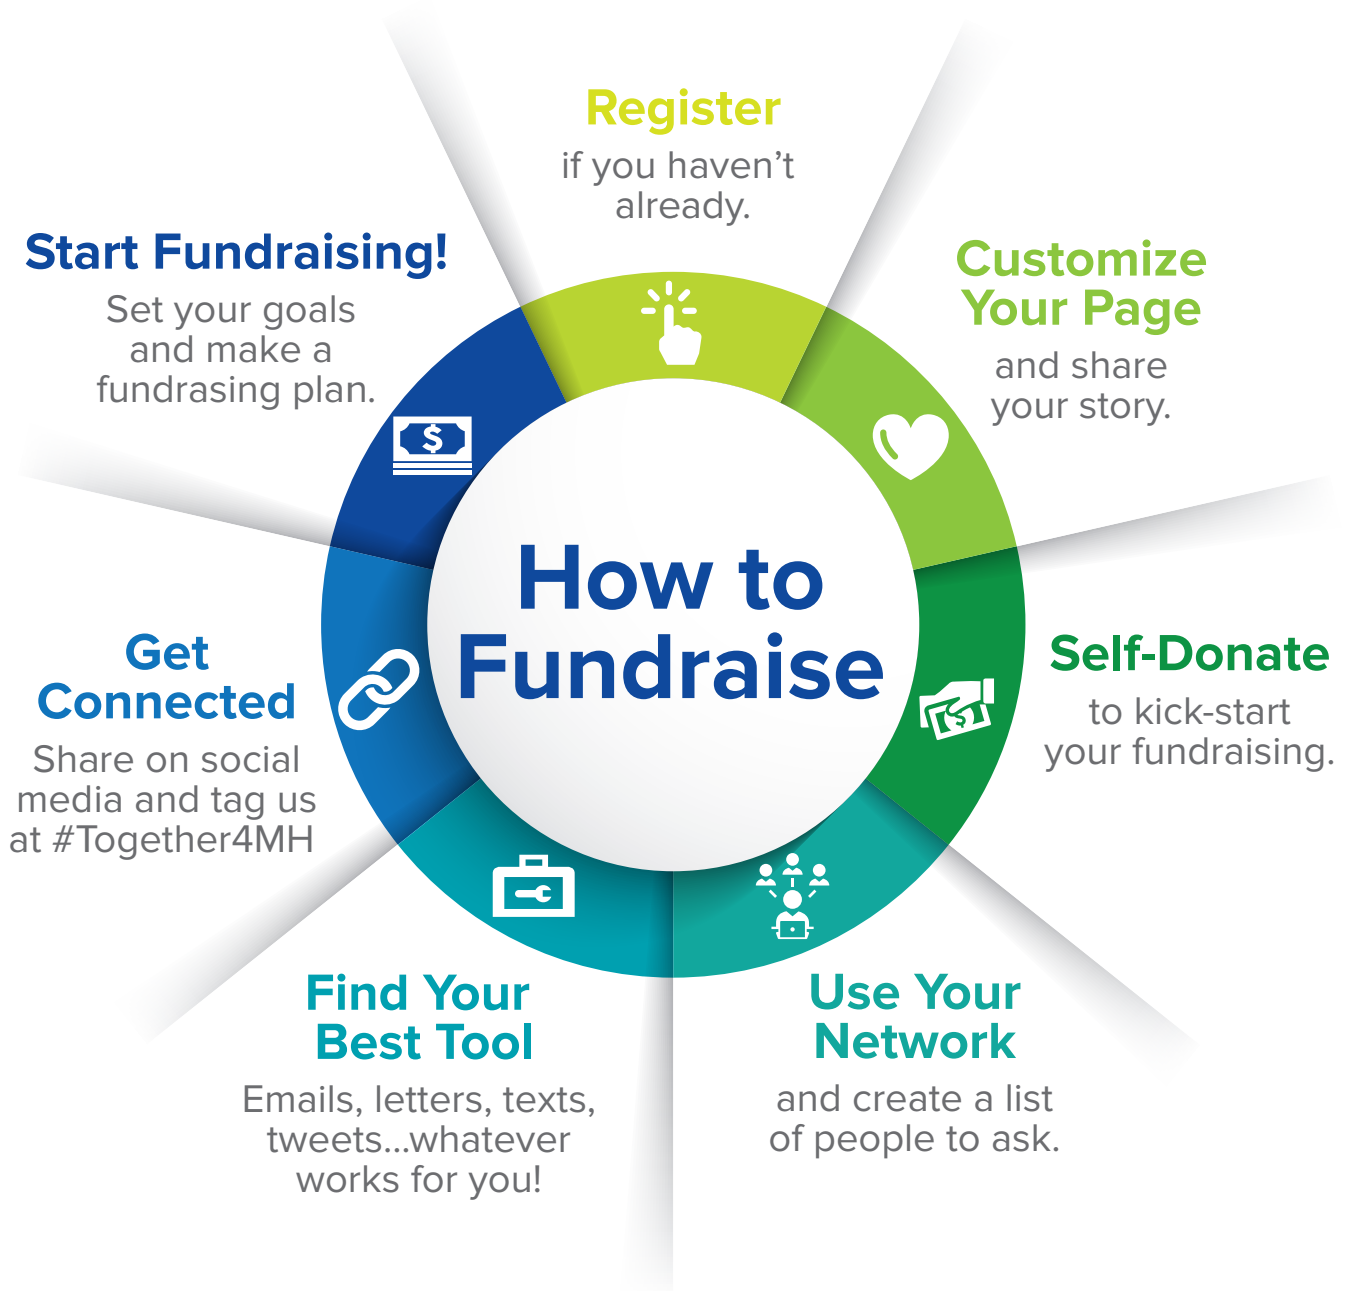 How to
Fundraise
Register
if you haven't
already.
Customize
Your Page
and share
your story.
Self-Donate
to kick-start
your fundraising.
Use Your
Network
and create a list
of people to ask.
Find Your
Best Tool
Emails, letters, texts,
tweets...whatever
works for you!
Get
Connected
Share on social
media and tag us
at #Together4MH
Start Fundraising!
Set your goals
and make a
fundrasing plan.
$
$